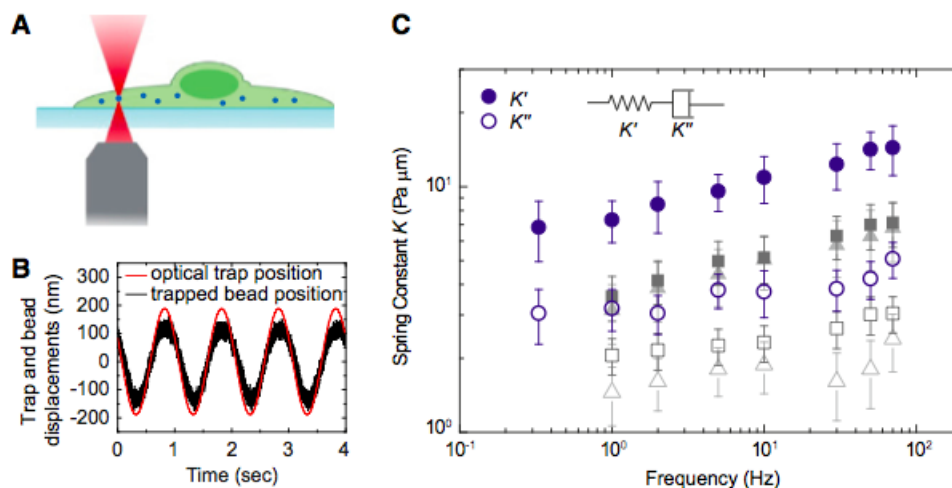 A
B
350
optical trap position
trapped bead position
200
100
0
-100
-200
Trap and bead
displacements (nm)
0
1
2
3
4
Time (sec)
C
K'
K"
K'
K"
10¹
10⁰
Spring Constant K (Pa μm)
10⁻¹
10⁰
10¹
10²
Frequency (Hz)